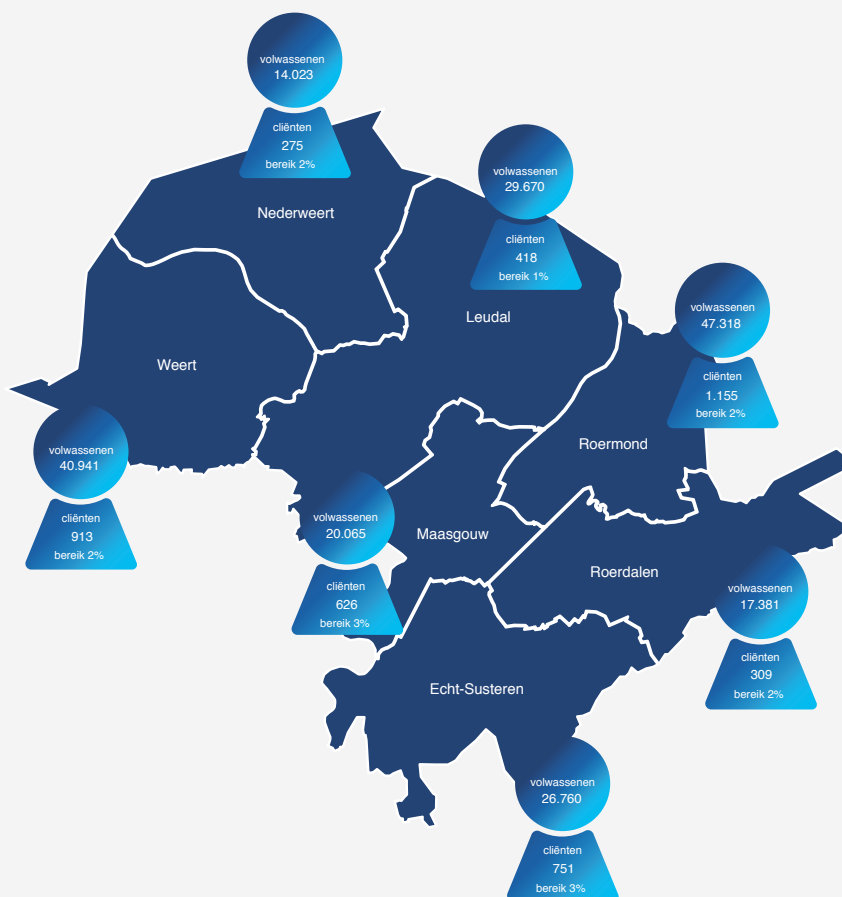 volwassenen
14.023
cliënten
275
bereik 2%
Nederweert
volwassenen
29.670
cliënten
418
bereik 1%
Leudal
volwassenen
47.318
cliënten
1.155
bereik 2%
Roermond
Weert
volwassenen
40.941
cliënten
913
bereik 2%
volwassenen
20.065
cliënten
626
bereik 3%
Maasgouw
Roerdalen
volwassenen
17.381
cliënten
309
bereik 2%
Echt-Susteren
volwassenen
26.760
cliënten
751
bereik 3%